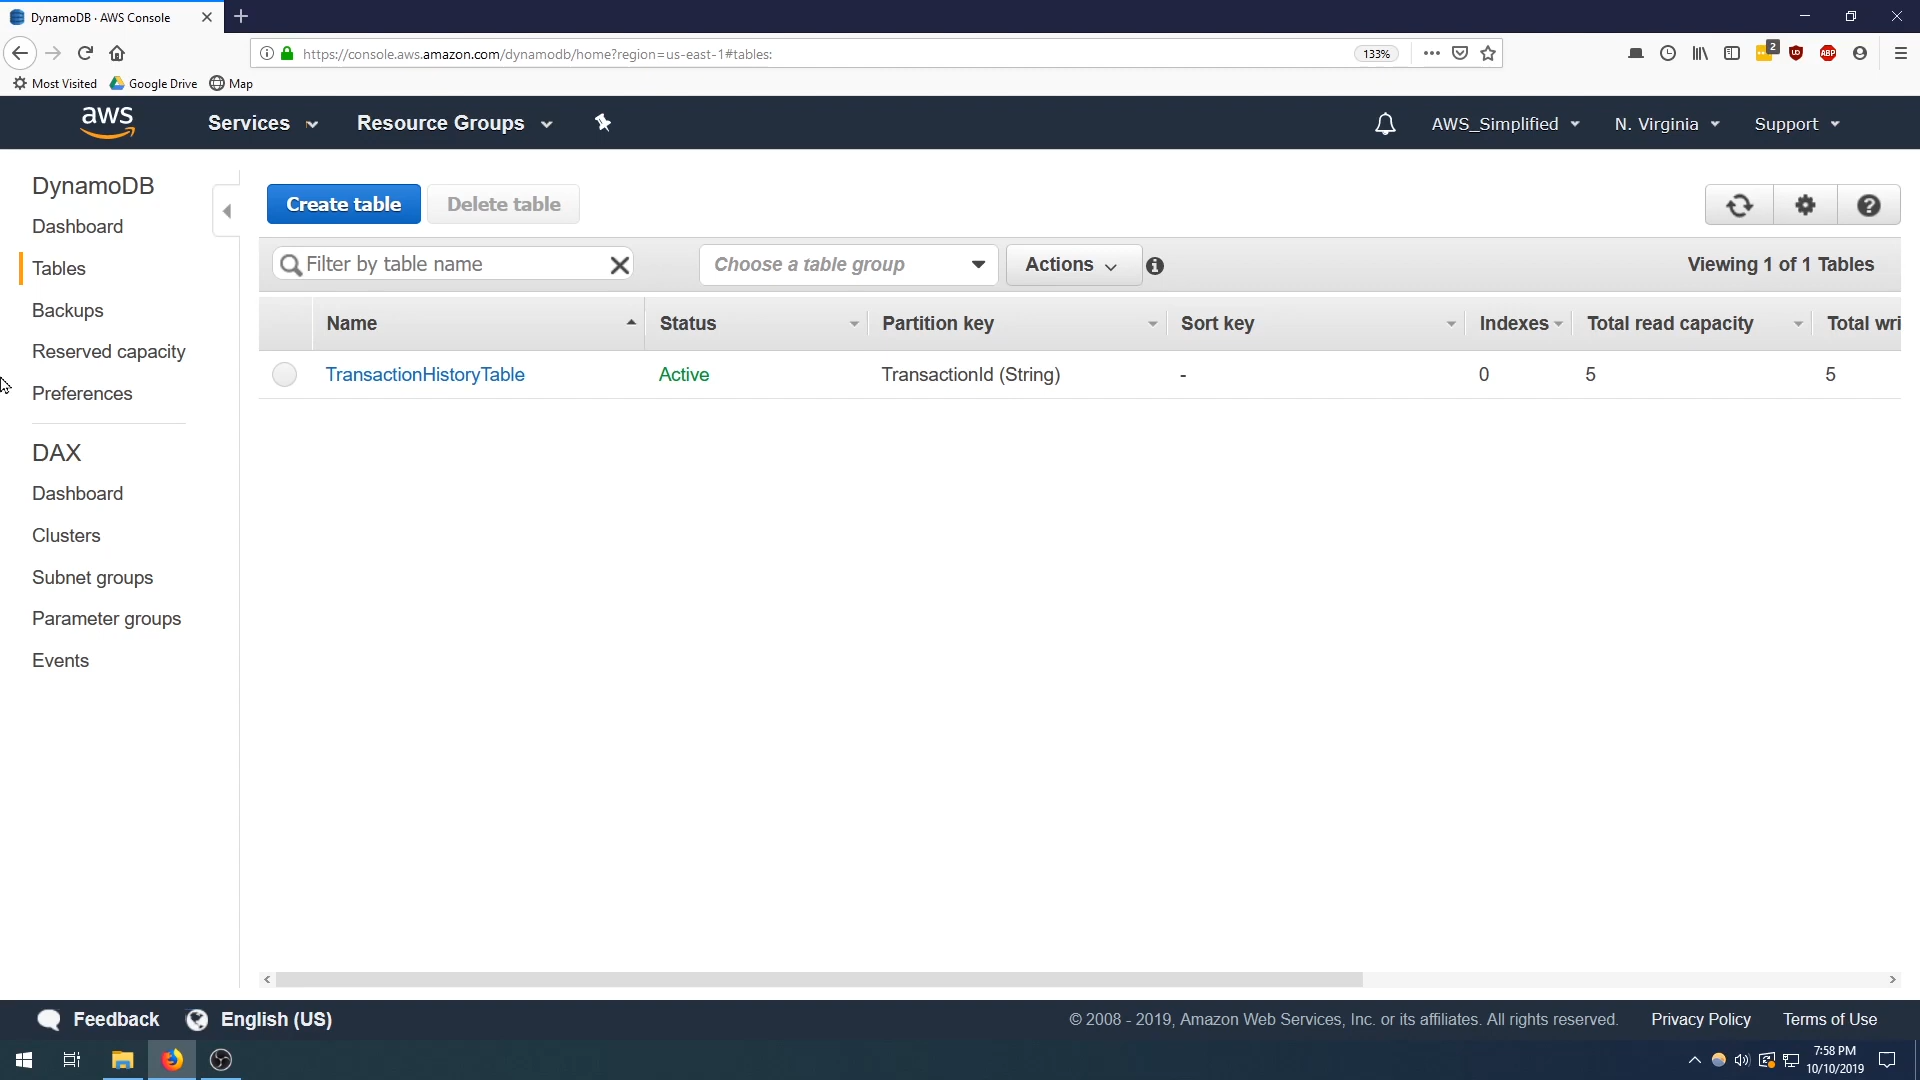 DynamoDB · AWS Console
https://console.aws.amazon.com/dynamodb/home?region=us-east-1#tables:
133%
2
ABP
Most Visited
Google Drive
Map
aws
Services
Resource Groups
AWS_Simplified
N. Virginia
Support
DynamoDB
Dashboard
Tables
Backups
Reserved capacity
Preferences
DAX
Dashboard
Clusters
Subnet groups
Parameter groups
Events
Create table
Delete table
Filter by table name
Choose a table group
Actions
Viewing 1 of 1 Tables
Name Status Partition key Sort key Indexes Total read capacity Total wri
TransactionHistoryTable Active TransactionId (String) - 0 5 5
Feedback
English (US)
© 2008 - 2019, Amazon Web Services, Inc. or its affiliates. All rights reserved.
Privacy Policy
Terms of Use
7:58 PM
10/10/2019